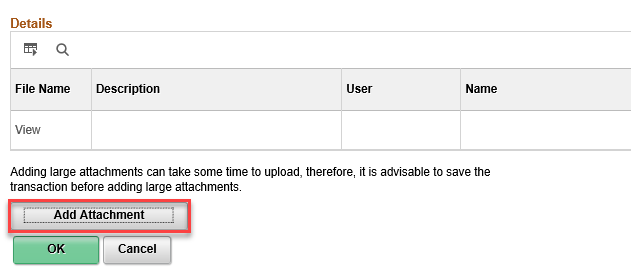 Details
File Name Description User Name
View
Adding large attachments can take some time to upload, therefore, it is advisable to save the
transaction before adding large attachments.
Add Attachment
OK Cancel